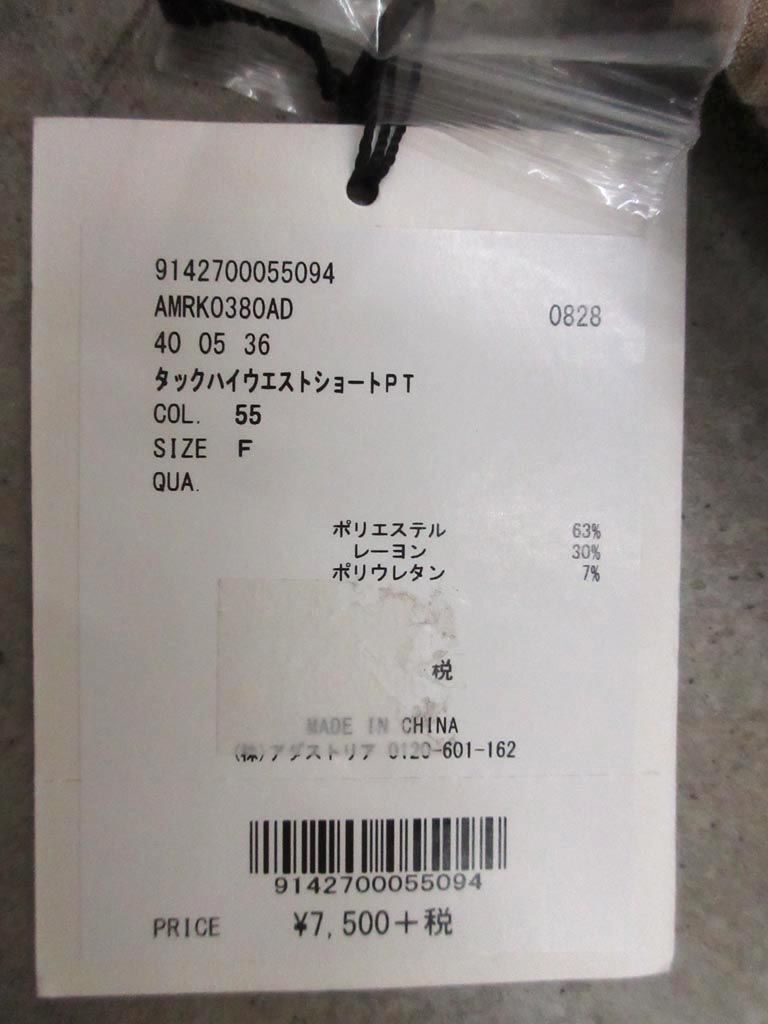 9142700055094
AMRK0380AD 0828
40 05 36
タックハイウエストショートPT
COL. 55
SIZE F
QUA.
ポリエステル 63%
レーヨン 30%
ポリウレタン 7%
税
MADE IN CHINA
(株)アダストリア 0120-601-162
9142700055094
PRICE ¥7,500+税